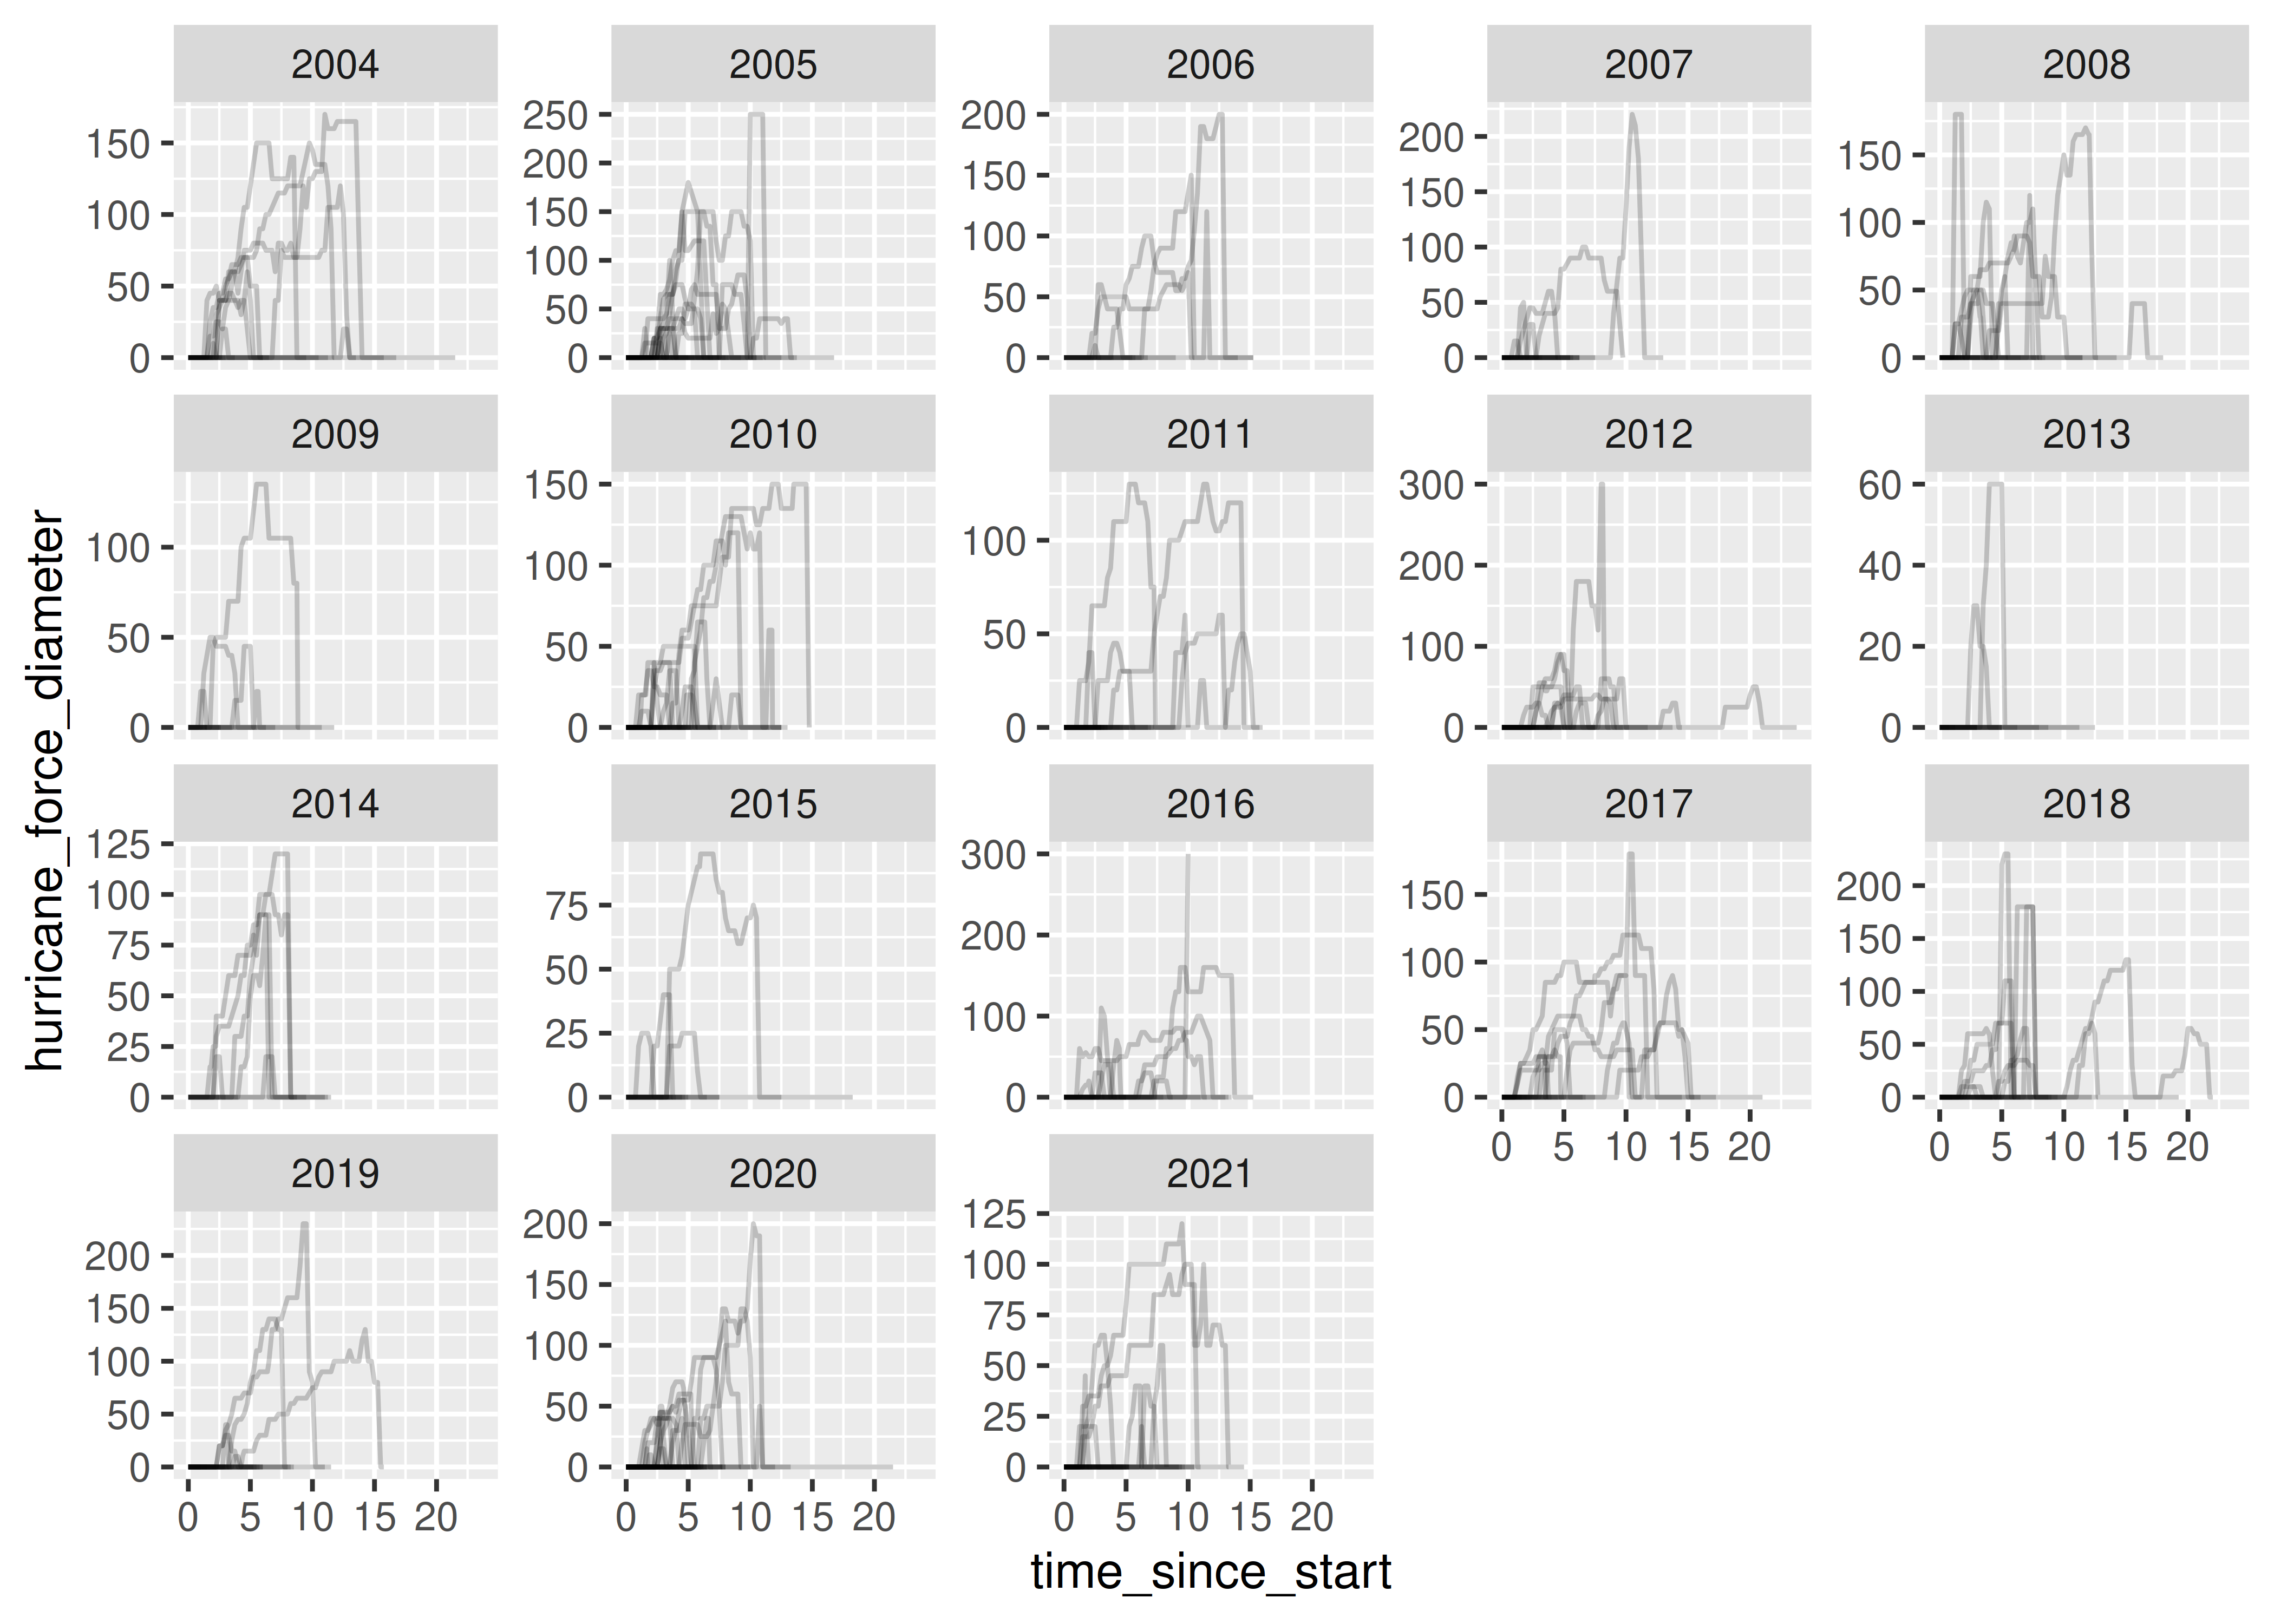 2004 2005 2006 2007 2008
150 100 50 0
250 200 150 100 50 0
200 150 100 50 0
200 150 100 50 0
150 100 50 0
2009 2010 2011 2012 2013
100 50 0
150 100 50 0
100 50 0
300 200 100 0
60 40 20 0
2014 2015 2016 2017 2018
125 100 75 50 25 0
75 50 25 0
300 200 100 0
150 100 50 0
200 150 100 50 0
0 5 10 15 20
0 5 10 15 20
2019 2020 2021
200 150 100 50 0
200 150 100 50 0
125 100 75 50 25 0
0 5 10 15 20
0 5 10 15 20
0 5 10 15 20
time_since_start
hurricane_force_diameter